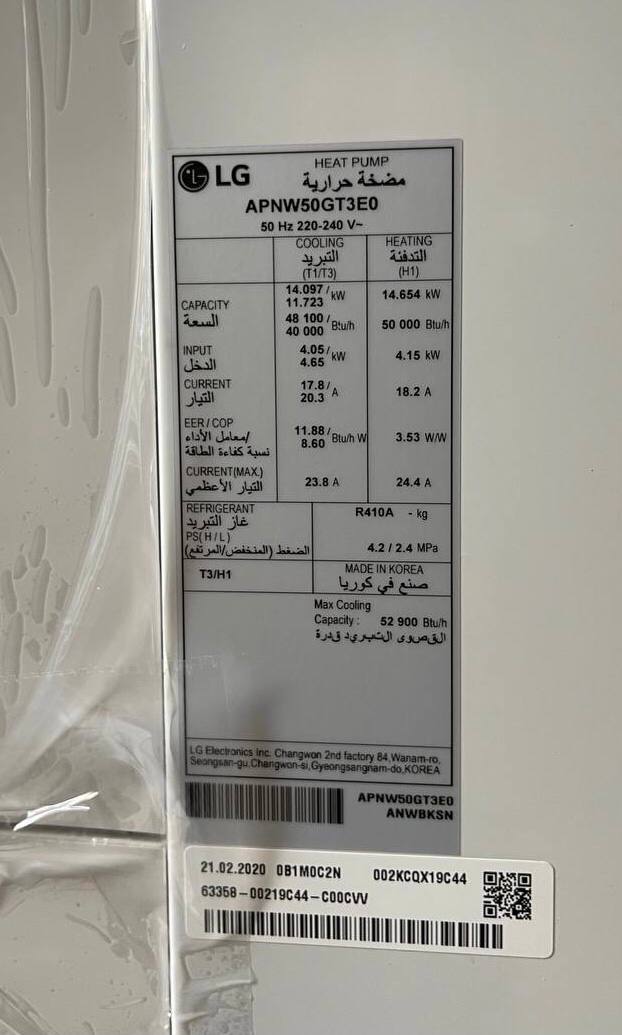 LG
HEAT PUMP
مضخة حرارية
APNW50GT3E0
50 Hz 220-240 V~
COOLING
التبريد
(T1/T3)
HEATING
التدفئة
(H1)
CAPACITY
السعة
14.097 / 11.723 kW
14.654 kW
48 100 / 40 000 Btu/h
50 000 Btu/h
INPUT
الدخل
4.05 / 4.65 kW
4.15 kW
CURRENT
التيار
17.8 / 20.3 A
18.2 A
EER / COP
معامل الأداء/
نسبة كفاءة الطاقة
11.88 / 8.60 Btu/h W
3.53 W/W
CURRENT(MAX.)
التيار الأعظمي
23.8 A
24.4 A
REFRIGERANT
غاز التبريد
R410A - kg
PS( H / L )
الضغط (المنخفض/المرتفع)
4.2 / 2.4 MPa
T3/H1
MADE IN KOREA
صنع في كوريا
Max Cooling
Capacity : 52 900 Btu/h
القصوى التبريد قدرة
LG Electronics Inc. Changwon 2nd factory 84,Wanam-ro,
Seongsan-gu,Changwon-si,Gyeongsangnam-do,KOREA
APNW50GT3E0
ANWBKSN
21.02.2020 0B1M0C2N 002KCQX19C44
63358-00219C44-C00CVV